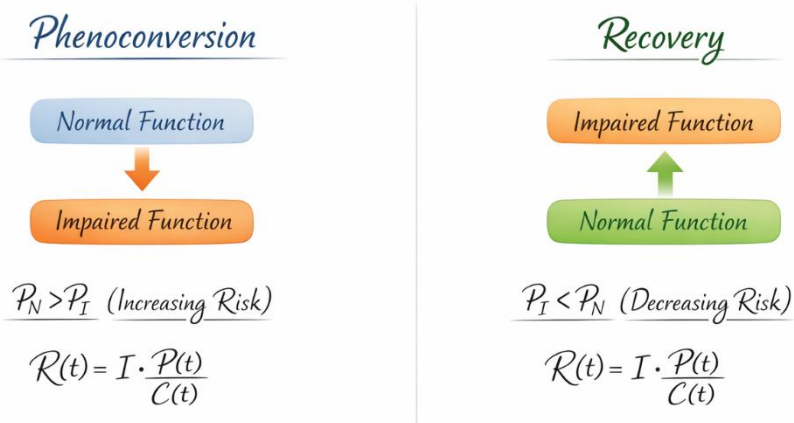 Phenoconversion
Normal Function
Impaired Function
P_N > P_I (Increasing Risk)
R(t) = I · P(t)/C(t)
Recovery
Impaired Function
Normal Function
P_I < P_N (Decreasing Risk)
R(t) = I · P(t)/C(t)